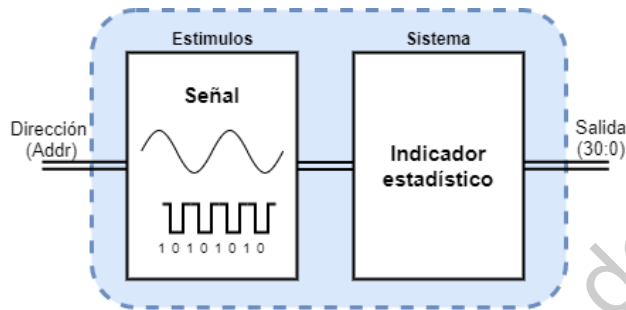 Estimulos
Sistema
Señal
Dirección
(Addr)
1 0 1 0 1 0 1 0
Indicador
estadístico
Salida
(30:0)